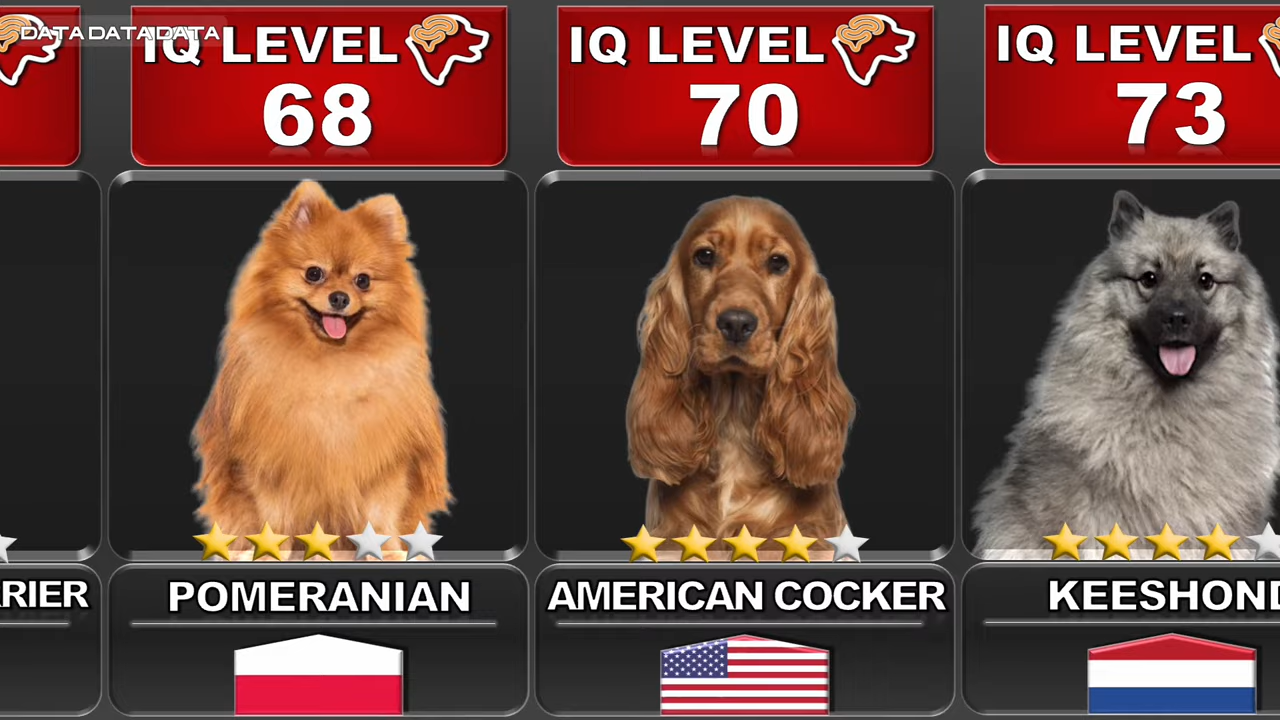 DATA DATA DATA
IQ LEVEL
68
IQ LEVEL
70
IQ LEVEL
73
RIER
POMERANIAN
AMERICAN COCKER
KEESHOND